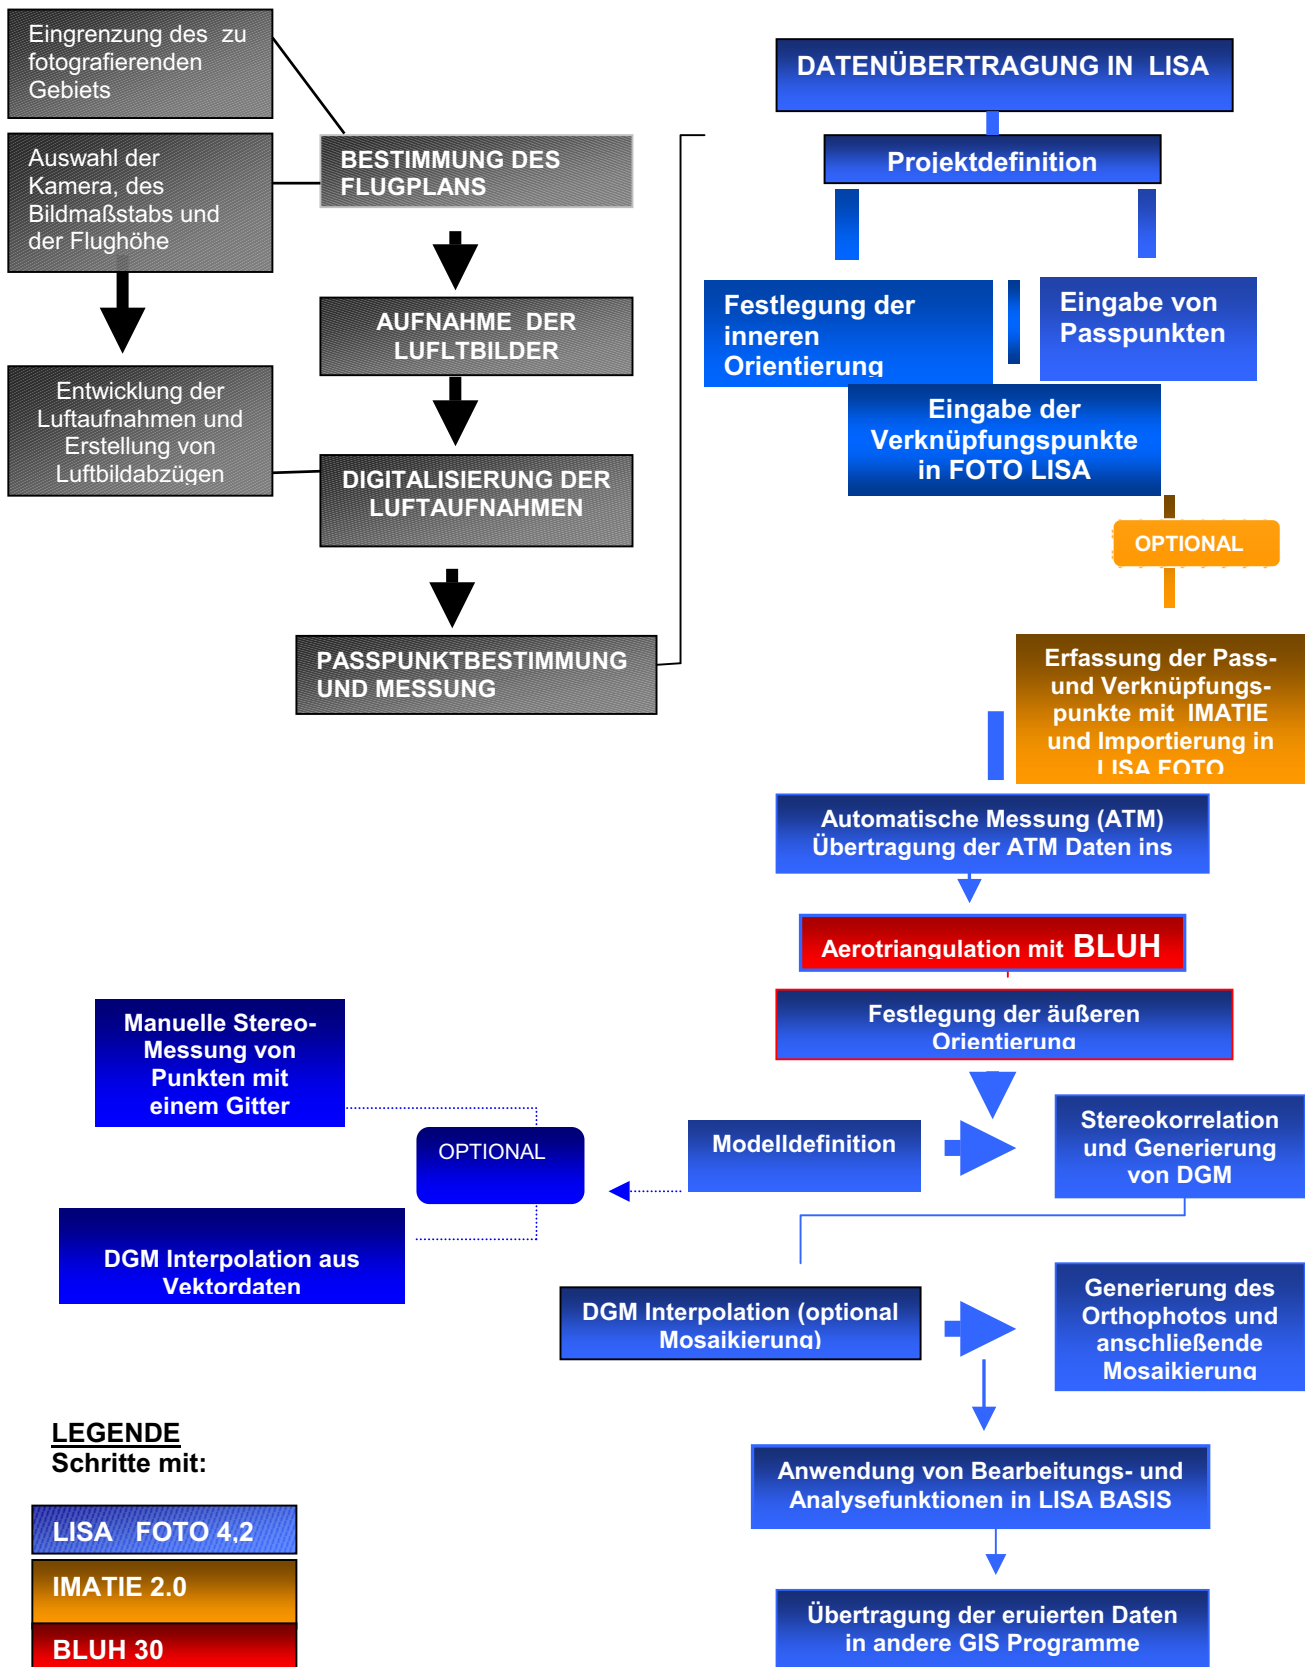 Eingrenzung des zu
fotografierenden
Gebiets
Auswahl der
Kamera, des
Bildmaßstabs und
der Flughöhe
Entwicklung der
Luftaufnahmen und
Erstellung von
Luftbildabzügen
BESTIMMUNG DES
FLUGPLANS
AUFNAHME DER
LUFLTBILDER
DIGITALISIERUNG DER
LUFTAUFNAHMEN
PASSPUNKTBESTIMMUNG
UND MESSUNG
DATENÜBERTRAGUNG IN LISA
Projektdefinition
Festlegung der
inneren
Orientierung
Eingabe von
Passpunkten
Eingabe der
Verknüpfungspunkte
in FOTO LISA
OPTIONAL
Erfassung der Pass-
und Verknüpfungs-
punkte mit IMATIE
und Importierung in
LISA FOTO
Automatische Messung (ATM)
Übertragung der ATM Daten ins
Aerotriangulation mit BLUH
Festlegung der äußeren
Orientierung
Manuelle Stereo-
Messung von
Punkten mit
einem Gitter
OPTIONAL
DGM Interpolation aus
Vektordaten
Modelldefinition
Stereokorrelation
und Generierung
von DGM
DGM Interpolation (optional
Mosaikierung)
Generierung des
Orthophotos und
anschließende
Mosaikierung
Anwendung von Bearbeitungs- und
Analysefunktionen in LISA BASIS
Übertragung der eruierten Daten
in andere GIS Programme
LEGENDE
Schritte mit:
LISA FOTO 4,2
IMATIE 2.0
BLUH 30